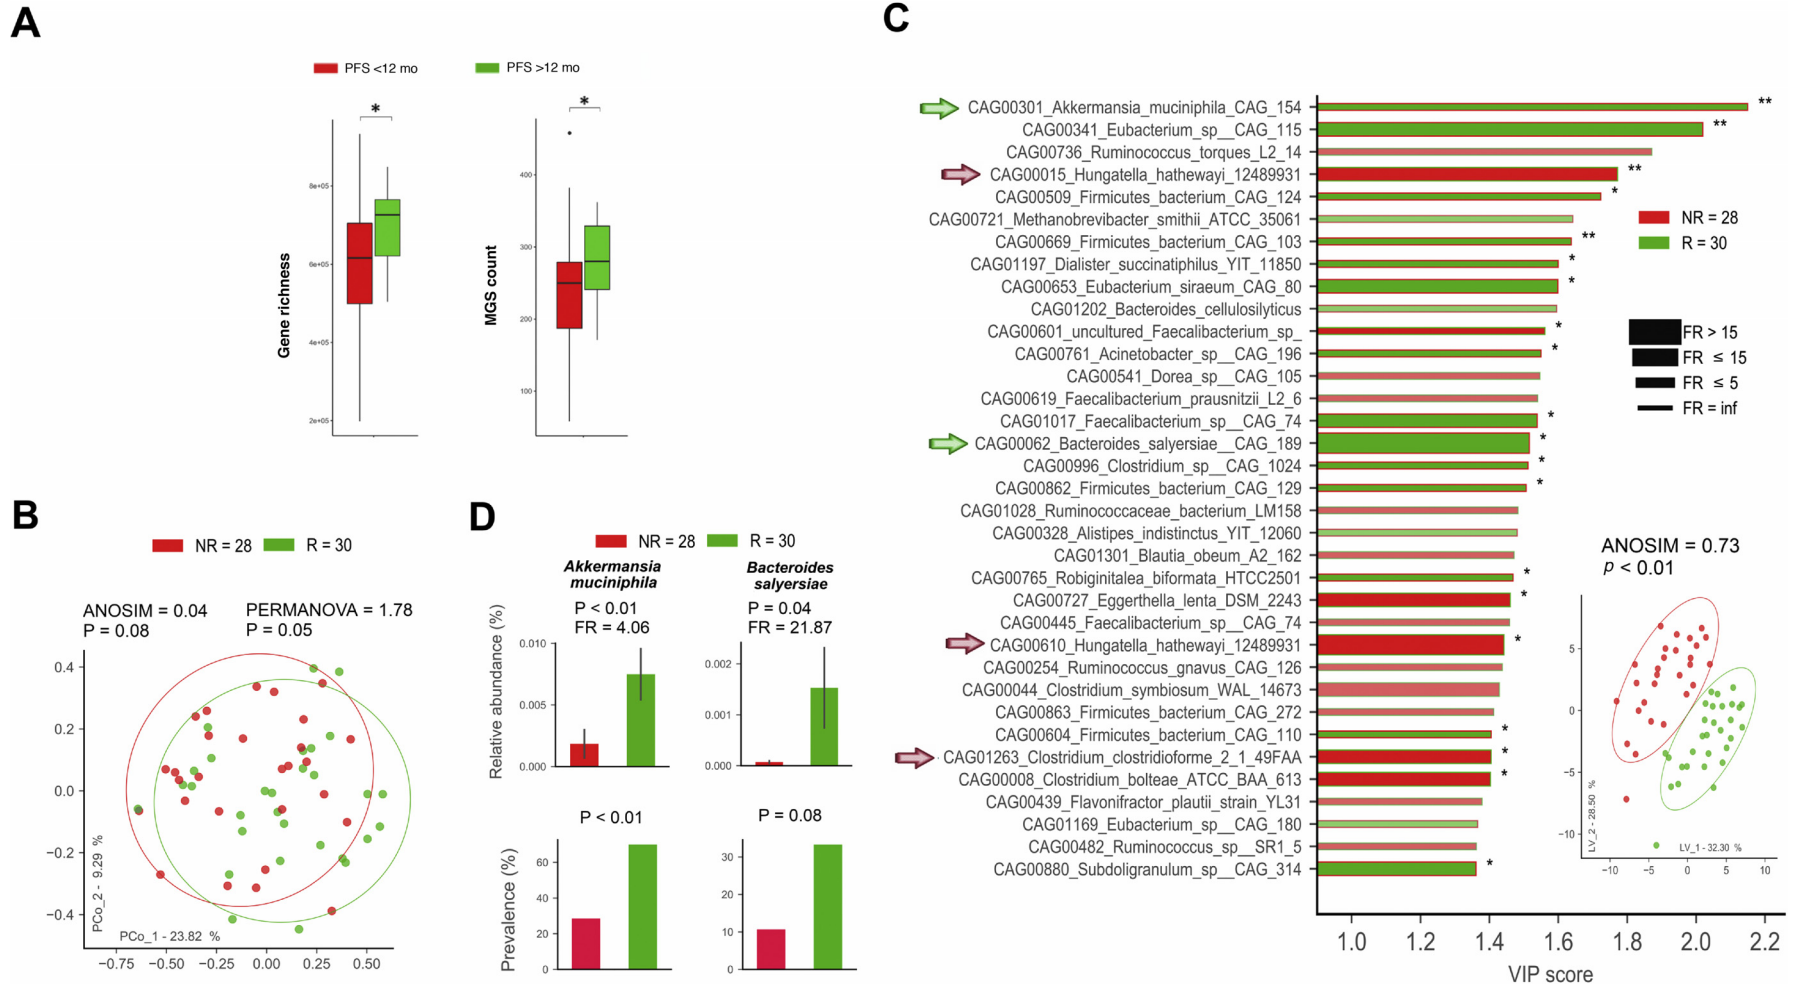 A
PFS <12 mo
PFS >12 mo
*
*
Gene richness
8e+05
6e+05
4e+05
2e+05
MGS count
400
300
200
100
B
NR = 28
R = 30
ANOSIM = 0.04
P = 0.08
PERMANOVA = 1.78
P = 0.05
0.4
0.2
0.0
−0.2
−0.4
PCo_2 - 9.29 %
PCo_1 - 23.82 %
−0.75
−0.50
−0.25
0.00
0.25
0.50
D
NR = 28
R = 30
Akkermansia
muciniphila
Bacteroides
salyersiae
P < 0.01
FR = 4.06
P = 0.04
FR = 21.87
Relative abundance (%)
0.010
0.005
0.000
0.002
0.001
0.000
P < 0.01
P = 0.08
Prevalence (%)
60
40
20
0
30
20
10
0
C
CAG00301_Akkermansia_muciniphila_CAG_154 **
CAG00341_Eubacterium_sp__CAG_115 **
CAG00736_Ruminococcus_torques_L2_14
CAG00015_Hungatella_hathewayi_12489931 **
CAG00509_Firmicutes_bacterium_CAG_124 *
CAG00721_Methanobrevibacter_smithii_ATCC_35061
CAG00669_Firmicutes_bacterium_CAG_103 **
CAG01197_Dialister_succinatiphilus_YIT_11850 *
CAG00653_Eubacterium_siraeum_CAG_80 *
CAG01202_Bacteroides_cellulosilyticus
CAG00601_uncultured_Faecalibacterium_sp_ *
CAG00761_Acinetobacter_sp__CAG_196 *
CAG00541_Dorea_sp__CAG_105
CAG00619_Faecalibacterium_prausnitzii_L2_6
CAG01017_Faecalibacterium_sp__CAG_74 *
CAG00062_Bacteroides_salyersiae__CAG_189 *
CAG00996_Clostridium_sp__CAG_1024 *
CAG00862_Firmicutes_bacterium_CAG_129 *
CAG01028_Ruminococcaceae_bacterium_LM158
CAG00328_Alistipes_indistinctus_YIT_12060
CAG01301_Blautia_obeum_A2_162
CAG00765_Robiginitalea_biformata_HTCC2501 *
CAG00727_Eggerthella_lenta_DSM_2243 *
CAG00445_Faecalibacterium_sp__CAG_74
CAG00610_Hungatella_hathewayi_12489931 *
CAG00254_Ruminococcus_gnavus_CAG_126
CAG00044_Clostridium_symbiosum_WAL_14673
CAG00863_Firmicutes_bacterium_CAG_272
CAG00604_Firmicutes_bacterium_CAG_110 *
CAG01263_Clostridium_clostridioforme_2_1_49FAA *
CAG00008_Clostridium_bolteae_ATCC_BAA_613 *
CAG00439_Flavonifractor_plautii_strain_YL31
CAG01169_Eubacterium_sp__CAG_180
CAG00482_Ruminococcus_sp__SR1_5
CAG00880_Subdoligranulum_sp__CAG_314 *
1.0
1.2
1.4
1.6
1.8
2.0
2.2
VIP score
NR = 28
R = 30
FR > 15
FR ≤ 15
FR ≤ 5
FR = inf
ANOSIM = 0.73
p < 0.01
5
0
−5
−10
LV_2 - 28.50 %
LV_1 - 32.30 %
−10
−5
0
5
10